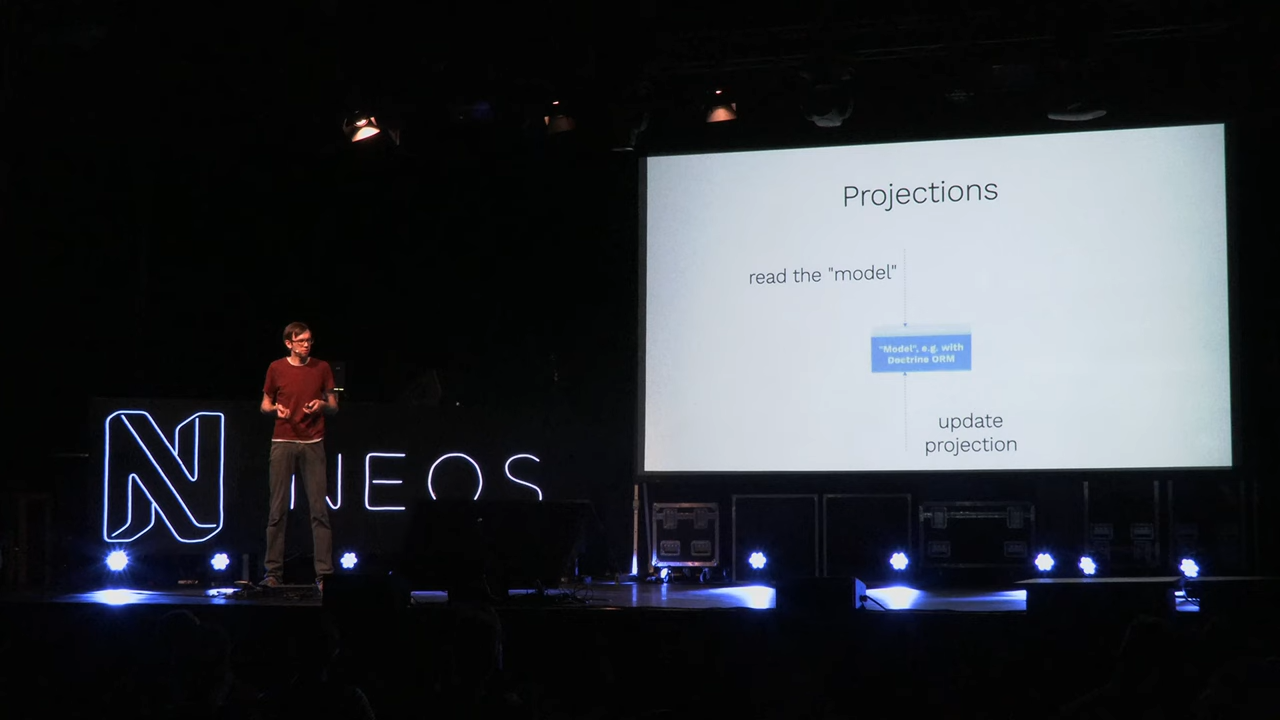 Projections
read the "model"
"Model", e.g. with
Doctrine ORM
update
projection
N NEOS